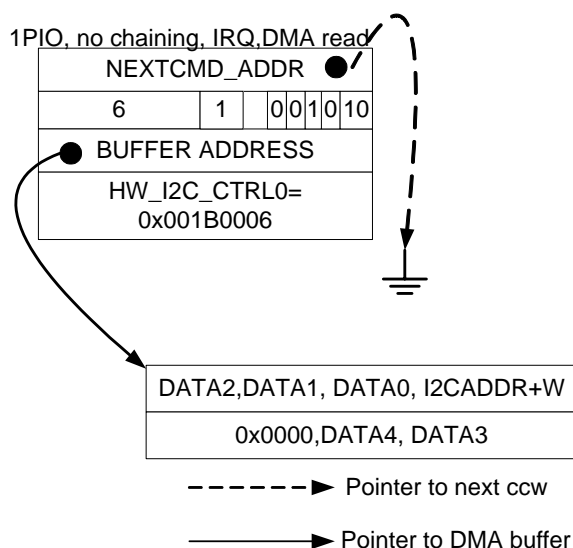 1PIO, no chaining, IRQ,DMA read
NEXTCMD_ADDR
6 1 0 0 1 0 10
BUFFER ADDRESS
HW_I2C_CTRL0=
0x001B0006
DATA2,DATA1, DATA0, I2CADDR+W
0x0000,DATA4, DATA3
Pointer to next ccw
Pointer to DMA buffer